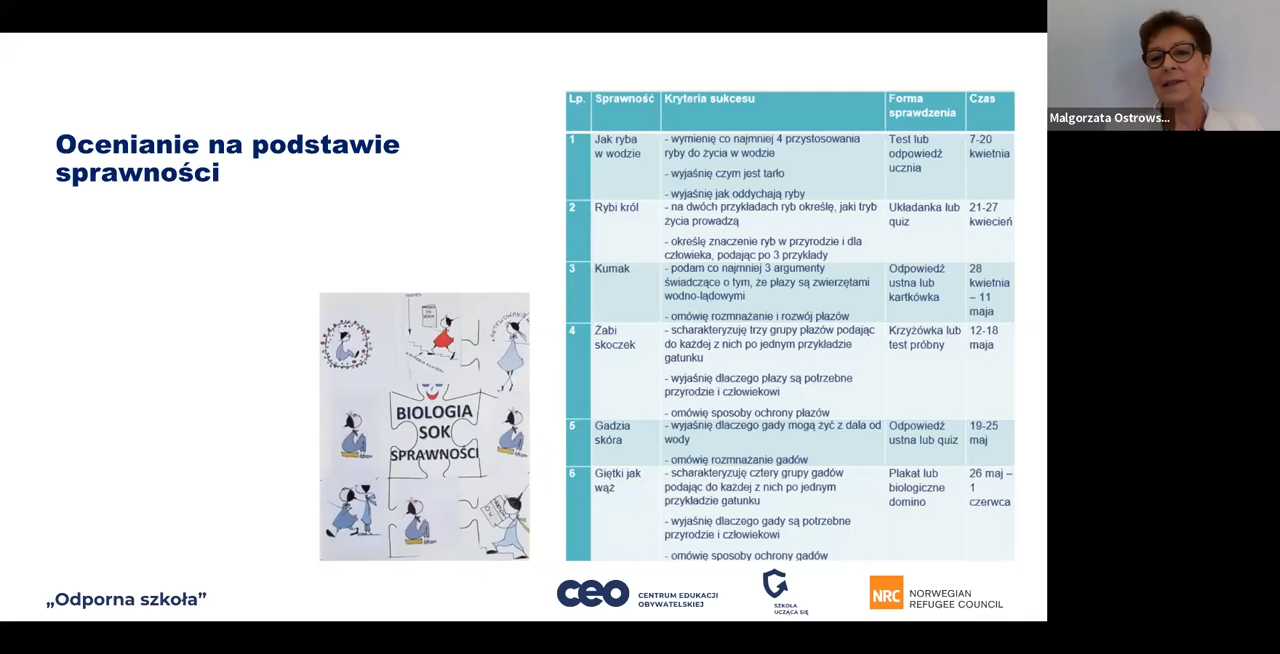 Malgorzata Ostrows...
Ocenianie na podstawie
sprawności
Lp. Sprawność Kryteria sukcesu Forma sprawdzenia Czas
1 Jak ryba w wodzie
- wymienię co najmniej 4 przystosowania
ryby do życia w wodzie
- wyjaśnię czym jest tarło
- wyjaśnię jak oddychają ryby
Test lub
odpowiedź
ucznia
7-20
kwietnia
2 Rybi król
- na dwóch przykładach ryb określę, jaki tryb
życia prowadzą
- określę znaczenie ryb w przyrodzie i dla
człowieka, podając po 3 przykłady
Układanka lub
quiz
21-27
kwiecień
3 Kumak
- podam co najmniej 3 argumenty
świadczące o tym, że płazy są zwierzętami
wodno-lądowymi
- omówię rozmnażanie i rozwój płazów
Odpowiedź
ustna lub
kartkówka
28
kwietnia
– 11
maja
4 Żabi
skoczek
- scharakteryzuję trzy grupy płazów podając
do każdej z nich po jednym przykładzie
gatunku
- wyjaśnię dlaczego płazy są potrzebne
przyrodzie i człowiekowi
- omówię sposoby ochrony płazów
Krzyżówka lub
test próbny
12-18
maja
5 Gadzia
skóra
- wyjaśnię dlaczego gady mogą żyć z dala od
wody
- omówię rozmnażanie gadów
Odpowiedź
ustna lub quiz
19-25
maj
6 Giętki jak
wąż
- scharakteryzuję cztery grupy gadów
podając do każdej z nich po jednym
przykładzie gatunku
- wyjaśnię dlaczego gady są potrzebne
przyrodzie i człowiekowi
- omówię sposoby ochrony gadów
Plakat lub
biologiczne
domino
26 maj –
1
czerwca
BIOLOGIA
SOK
SPRAWNOŚCI
„Odporna szkoła”
ceo CENTRUM EDUKACJI
OBYWATELSKIEJ
SZKOŁA
UCZĄCA SIĘ
NRC NORWEGIAN
REFUGEE COUNCIL